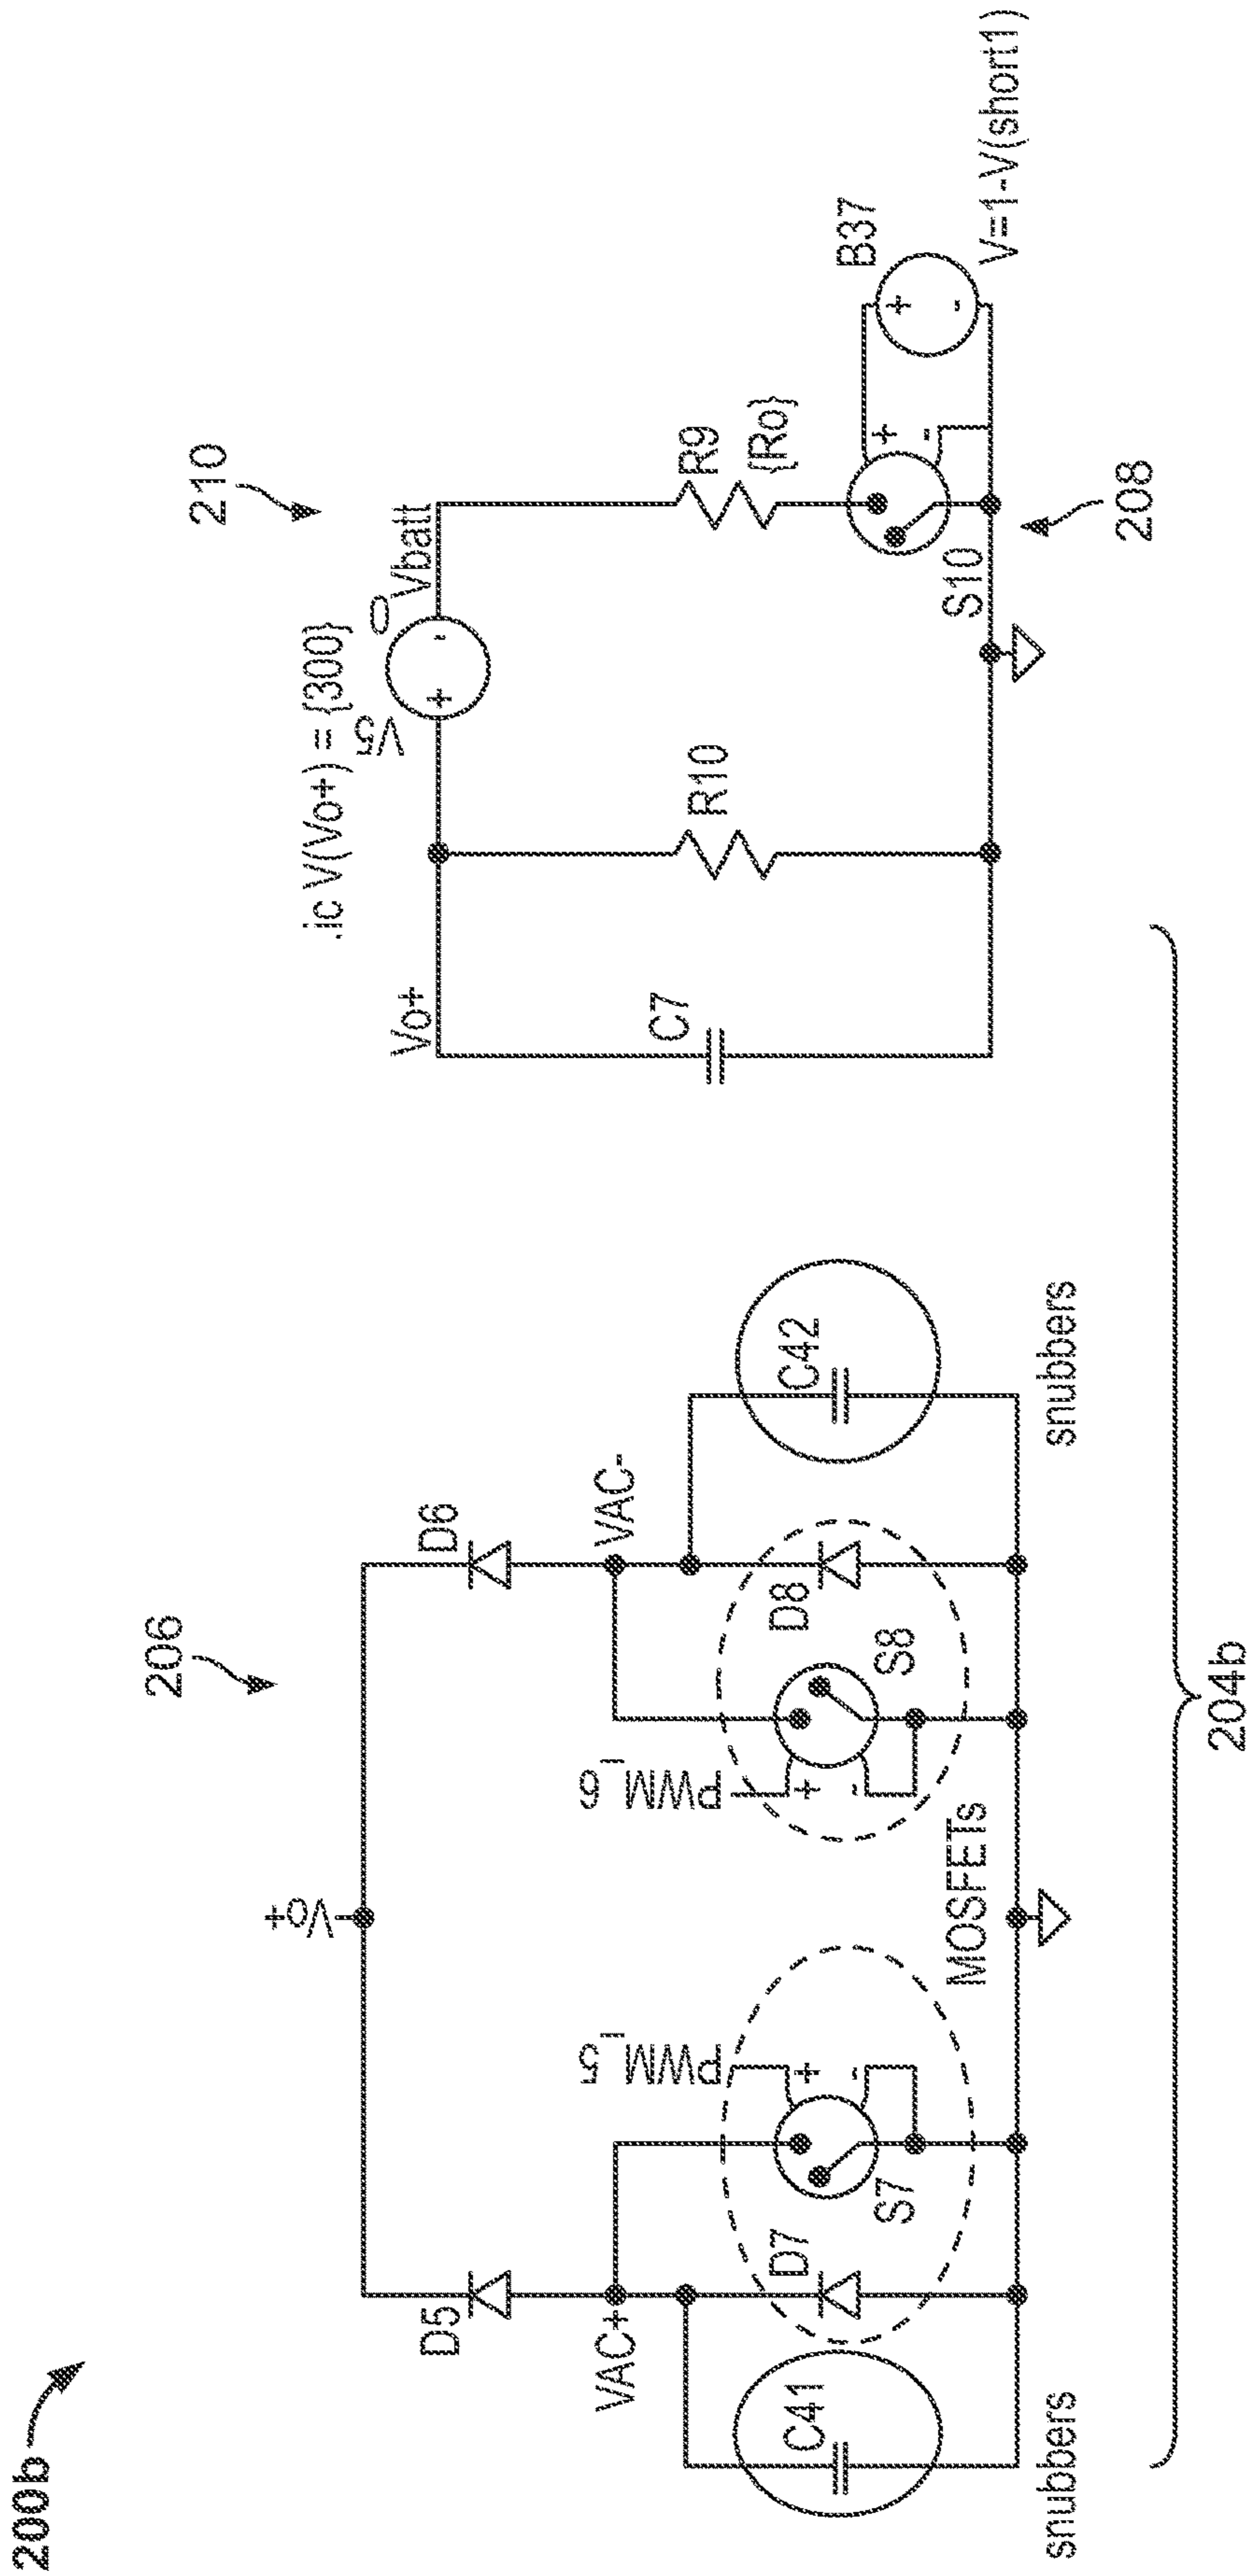 200b
206
210
Vo+
D5
D6
VAC+
VAC-
PWM_5
PWM_6
C41
D7
S7
S8
D8
C42
MOSFETs
snubbers
snubbers
.ic V(Vo+) = {300}
V5
0
Vo+
Vbatt
+
-
C7
R10
R9
{Ro}
S10
B37
V=1-V(short1)
+
-
+
-
+
-
+
-
208
204b